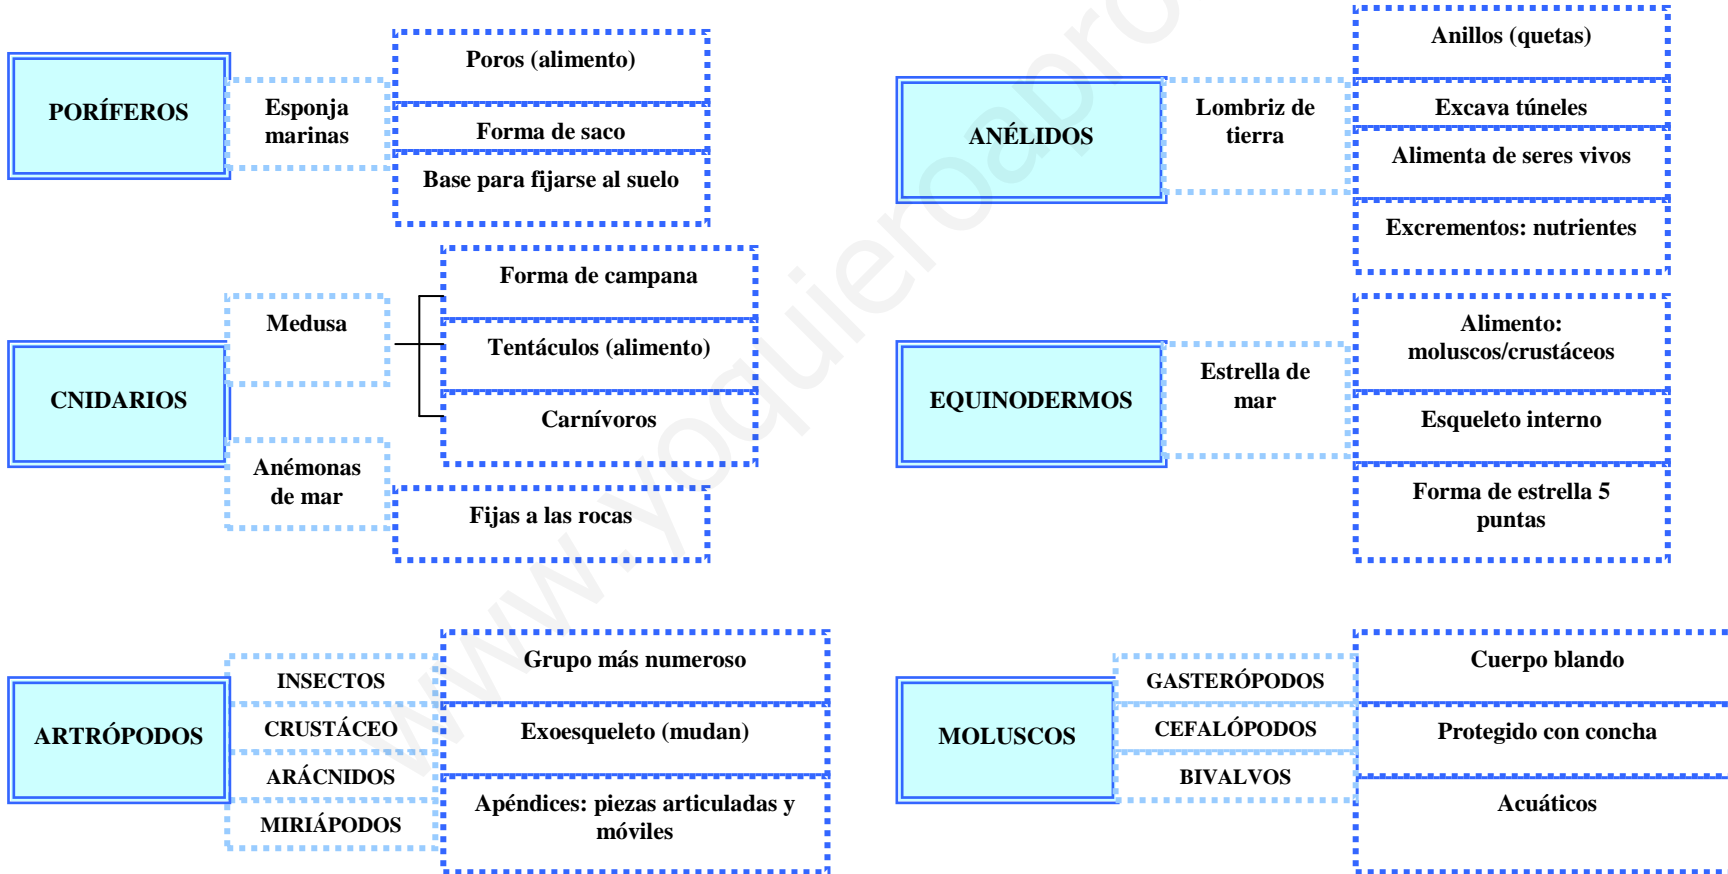 PORÍFEROS
Esponja
marinas
Poros (alimento)
Forma de saco
Base para fijarse al suelo
CNIDARIOS
Medusa
Forma de campana
Tentáculos (alimento)
Carnívoros
Anémonas
de mar
Fijas a las rocas
ARTRÓPODOS
INSECTOS
CRUSTÁCEO
ARÁCNIDOS
MIRIÁPODOS
Grupo más numeroso
Exoesqueleto (mudan)
Apéndices: piezas articuladas y
móviles
ANÉLIDOS
Lombriz de
tierra
Anillos (quetas)
Excava túneles
Alimenta de seres vivos
Excrementos: nutrientes
EQUINODERMOS
Estrella de
mar
Alimento:
moluscos/crustáceos
Esqueleto interno
Forma de estrella 5
puntas
MOLUSCOS
GASTERÓPODOS
CEFALÓPODOS
BIVALVOS
Cuerpo blando
Protegido con concha
Acuáticos
www.yoquieroapro